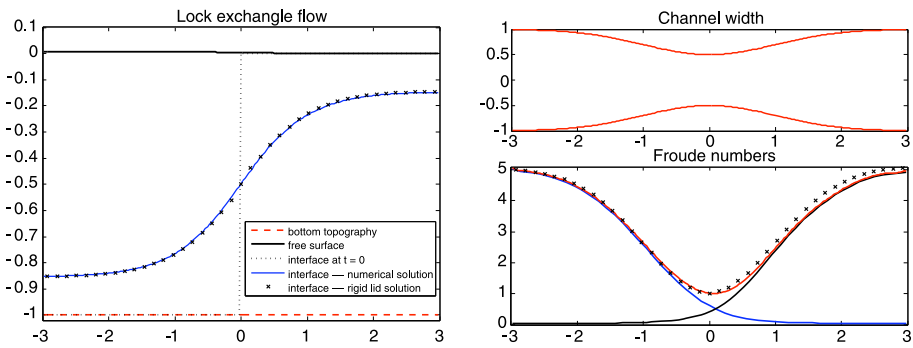 Lock exchange flow
0.1
0
-0.1
-0.2
-0.3
-0.4
-0.5
-0.6
-0.7
-0.8
-0.9
-1
-3 -2 -1 0 1 2 3
bottom topography
free surface
interface at t = 0
interface — numerical solution
interface — rigid lid solution
Channel width
1
0.5
0
-0.5
-1
-3 -2 -1 0 1 2 3
Froude numbers
5
4
3
2
1
0
-3 -2 -1 0 1 2 3